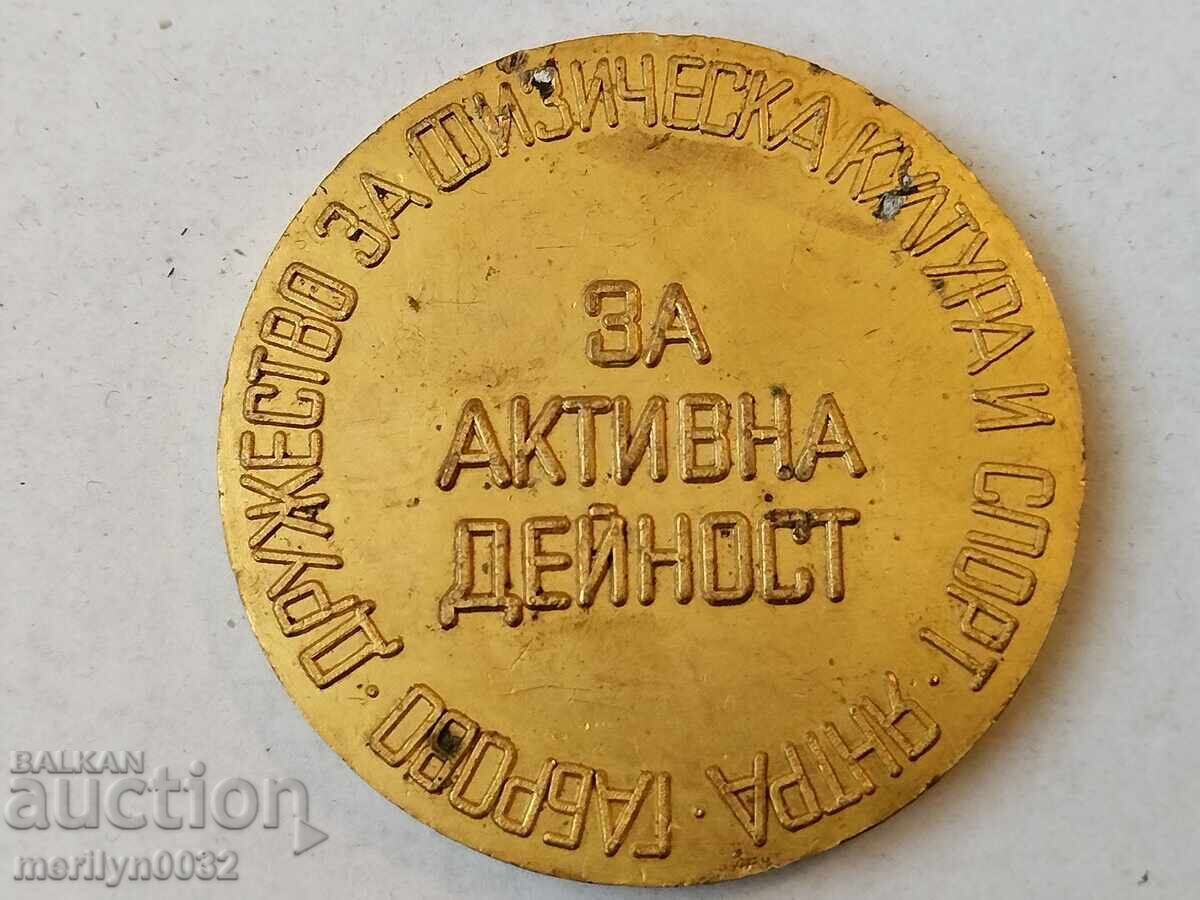 ДРУЖЕСТВО ЗА ФИЗИЧЕСКА КУЛТУРА И СПОРТ · ЯНТРА · ГАБРОВО ·
ЗА
АКТИВНА
ДЕЙНОСТ
BALKAN
auction
merilyn0032